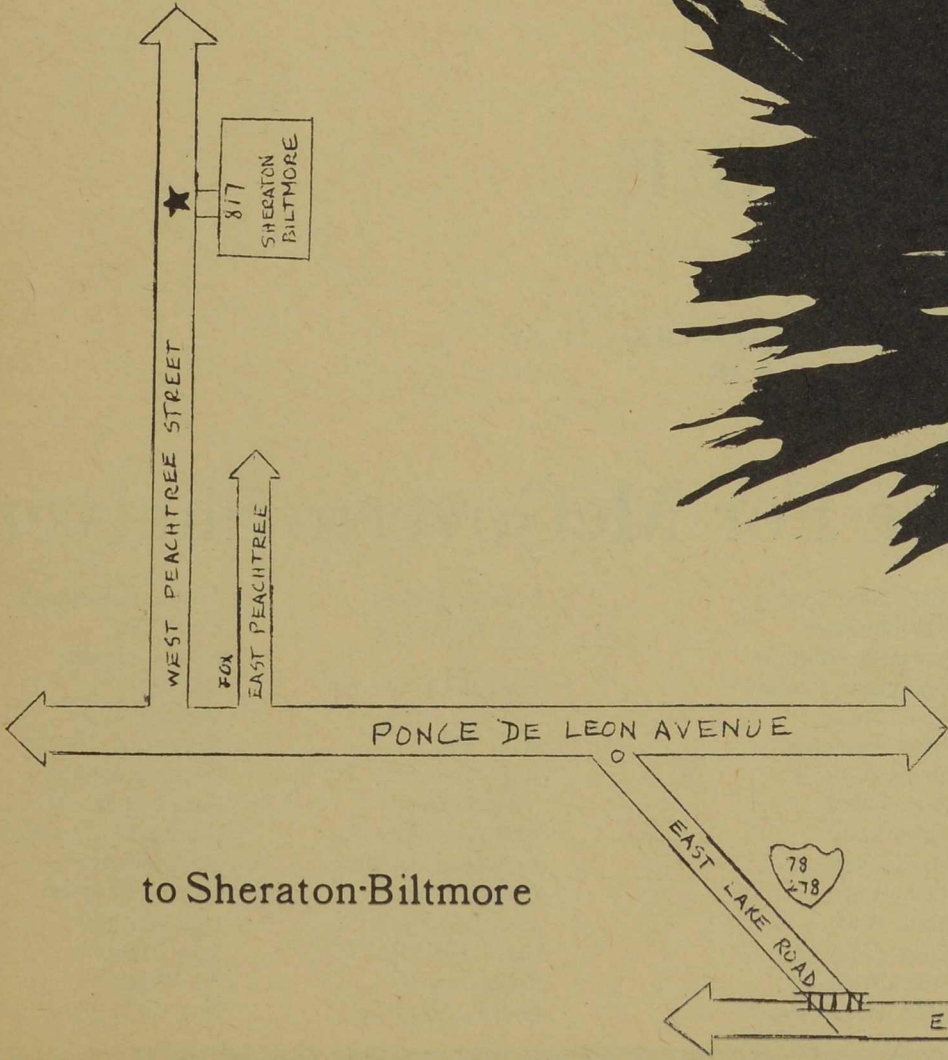 817
SHERATON
BILTMORE
WEST PEACHTREE STREET
FOX
EAST PEACHTREE
PONCE DE LEON AVENUE
EAST LAKE ROAD
78
278
to Sheraton-Biltmore
E